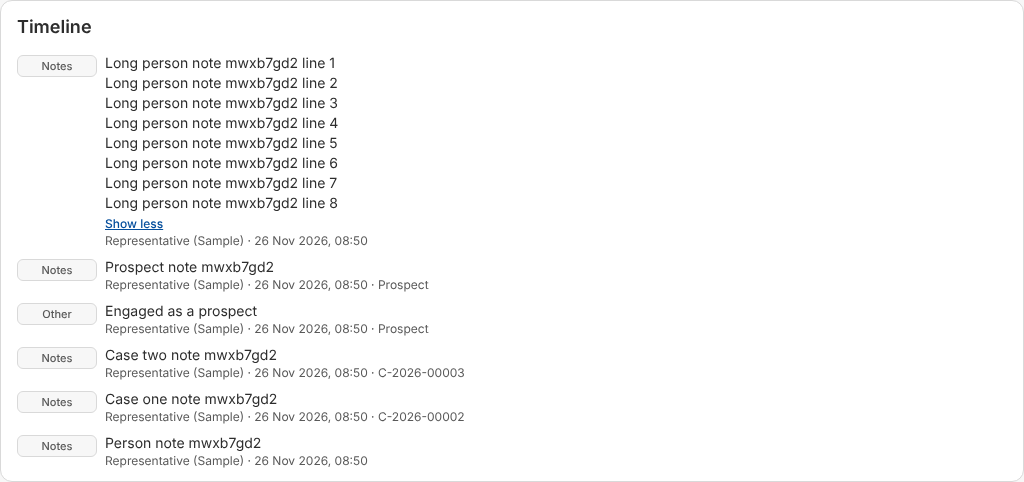 Timeline
Notes
Long person note mwxb7gd2 line 1
Long person note mwxb7gd2 line 2
Long person note mwxb7gd2 line 3
Long person note mwxb7gd2 line 4
Long person note mwxb7gd2 line 5
Long person note mwxb7gd2 line 6
Long person note mwxb7gd2 line 7
Long person note mwxb7gd2 line 8
Show less
Representative (Sample) · 26 Nov 2026, 08:50
Notes
Prospect note mwxb7gd2
Representative (Sample) · 26 Nov 2026, 08:50 · Prospect
Other
Engaged as a prospect
Representative (Sample) · 26 Nov 2026, 08:50 · Prospect
Notes
Case two note mwxb7gd2
Representative (Sample) · 26 Nov 2026, 08:50 · C-2026-00003
Notes
Case one note mwxb7gd2
Representative (Sample) · 26 Nov 2026, 08:50 · C-2026-00002
Notes
Person note mwxb7gd2
Representative (Sample) · 26 Nov 2026, 08:50